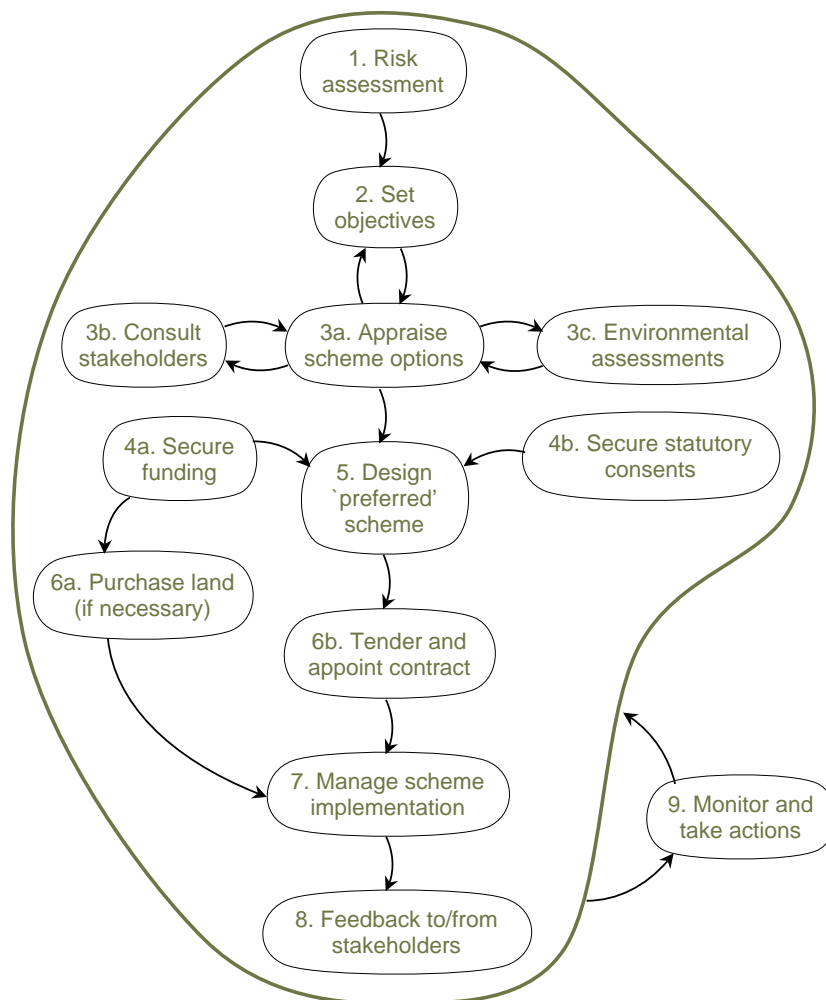 1. Risk
assessment
2. Set
objectives
3b. Consult
stakeholders
3a. Appraise
scheme options
3c. Environmental
assessments
4a. Secure
funding
4b. Secure statutory
consents
5. Design
`preferred’
scheme
6a. Purchase land
(if necessary)
6b. Tender and
appoint contract
7. Manage scheme
implementation
9. Monitor and
take actions
8. Feedback to/from
stakeholders